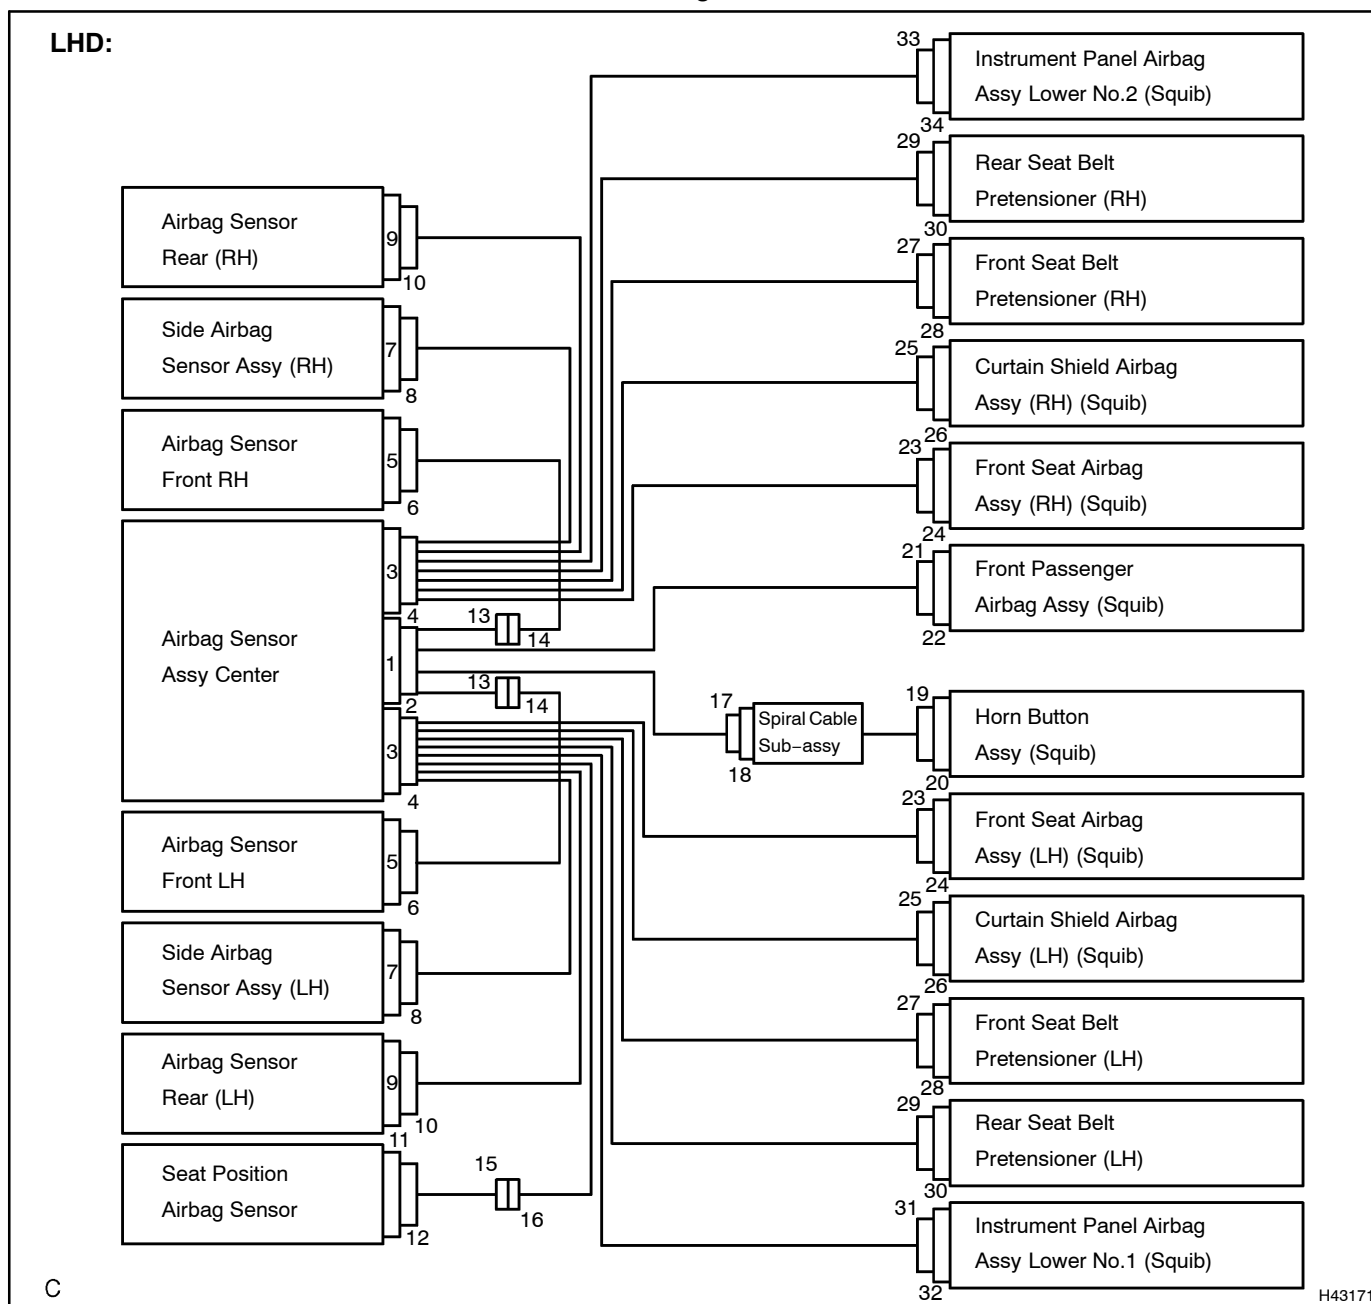 LHD:
Airbag Sensor
Rear (RH)
9
10
Side Airbag
Sensor Assy (RH)
7
8
Airbag Sensor
Front RH
5
6
Airbag Sensor
Assy Center
3
4
1
2
3
4
13
14
13
14
Airbag Sensor
Front LH
5
6
Side Airbag
Sensor Assy (LH)
7
8
Airbag Sensor
Rear (LH)
9
10
11
Seat Position
Airbag Sensor
12
15
16
33
Instrument Panel Airbag
Assy Lower No.2 (Squib)
34
29
Rear Seat Belt
Pretensioner (RH)
30
27
Front Seat Belt
Pretensioner (RH)
28
25
Curtain Shield Airbag
Assy (RH) (Squib)
26
23
Front Seat Airbag
Assy (RH) (Squib)
24
21
Front Passenger
Airbag Assy (Squib)
22
17
Spiral Cable
Sub−assy
18
19
Horn Button
Assy (Squib)
20
23
Front Seat Airbag
Assy (LH) (Squib)
24
25
Curtain Shield Airbag
Assy (LH) (Squib)
26
27
Front Seat Belt
Pretensioner (LH)
28
29
Rear Seat Belt
Pretensioner (LH)
30
31
Instrument Panel Airbag
Assy Lower No.1 (Squib)
32
C
H43171